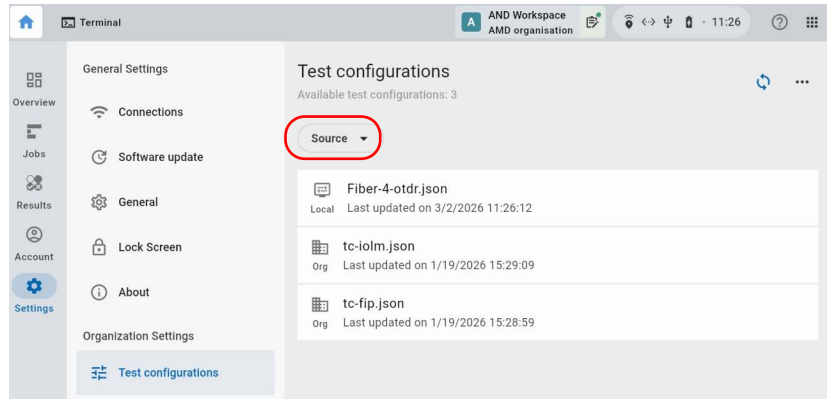 Terminal
A
AND Workspace
AMD organisation
- 11:26
Overview
Jobs
Results
Account
Settings
General Settings
Connections
Software update
General
Lock Screen
About
Organization Settings
Test configurations
Test configurations
Available test configurations: 3
Source
Fiber-4-otdr.json
Local Last updated on 3/2/2026 11:26:12
tc-iolm.json
Org Last updated on 1/19/2026 15:29:09
tc-fip.json
Org Last updated on 1/19/2026 15:28:59